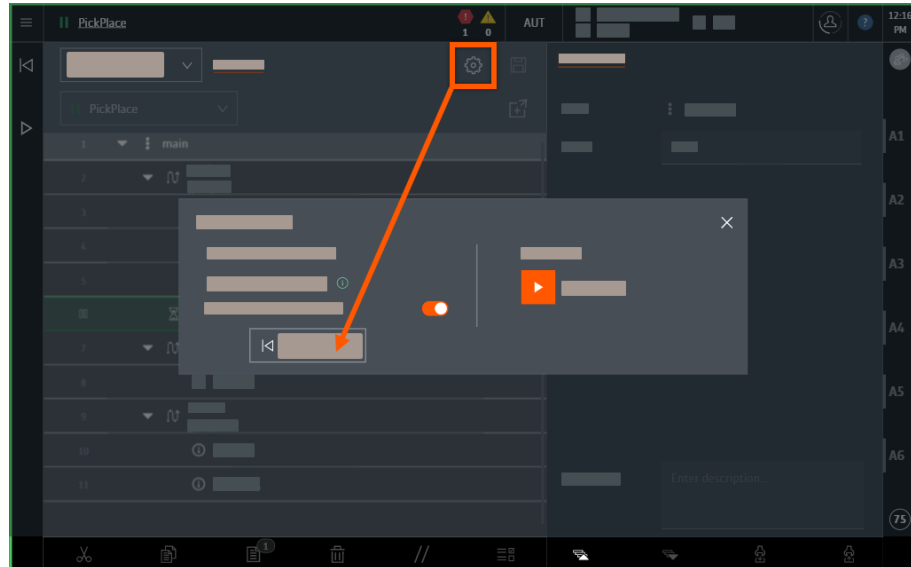 PickPlace
1 0
AUT
?
12:16
PM
PickPlace
1 main
2
3
4
5
7
8
9
10
11
A1
A2
A3
A4
A5
A6
Enter description...
75
1